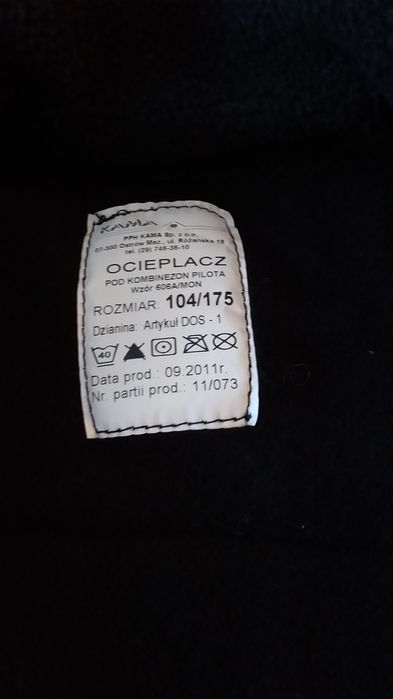 KAMA
PPH KAMA Sp. z o.o.
07-300 Ostrów Maz., ul. Różańska 18
tel. (29) 746-36-10
OCIEPLACZ
POD KOMBINEZON PILOTA
Wzór 606A/MON
ROZMIAR: 104/175
Dzianina: Artykuł DOS - 1
40
Data prod.: 09.2011r.
Nr. partii prod.: 11/073